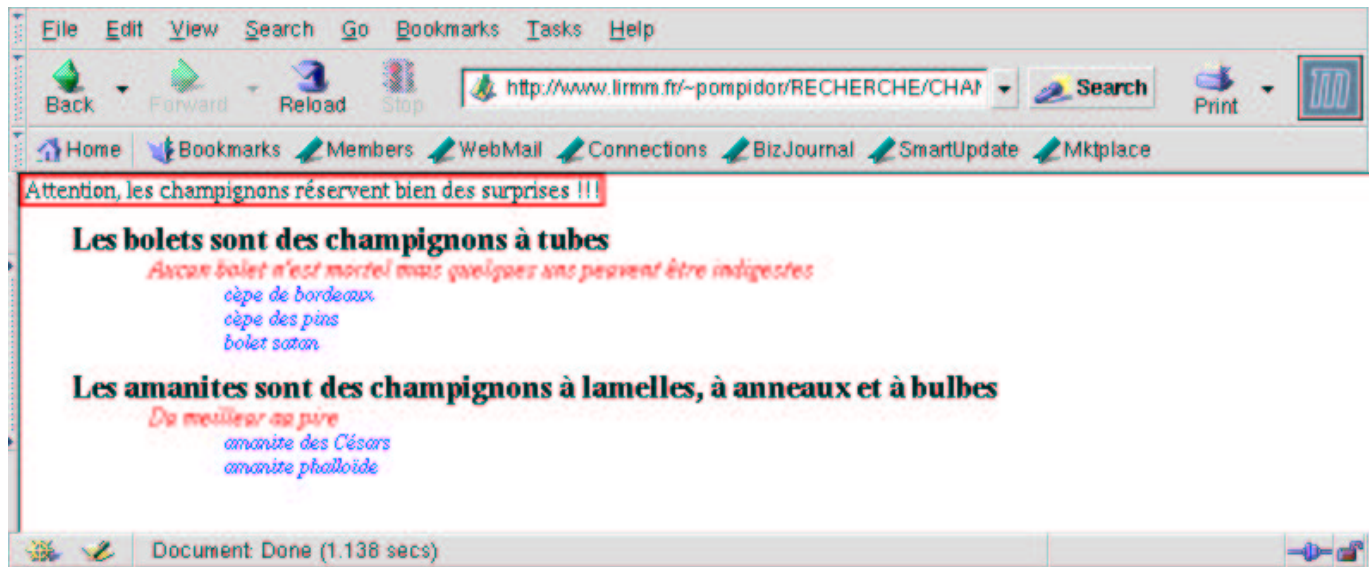 File Edit View Search Go Bookmarks Tasks Help
Back Forward Reload Stop http://www.lirmm.fr/~pompidor/RECHERCHE/CHAM Search Print
Home Bookmarks Members WebMail Connections BizJournal SmartUpdate Mktplace
Attention, les champignons réservent bien des surprises !!!
Les bolets sont des champignons à tubes
Aucun bolet n'est mortel mais quelques uns peuvent être indigestes
cèpe de bordeaux
cèpe des pins
bolet satan
Les amanites sont des champignons à lamelles, à anneaux et à bulbes
Du meilleur au pire
amanite des Césars
amanite phalloïde
Document: Done (1.138 secs)